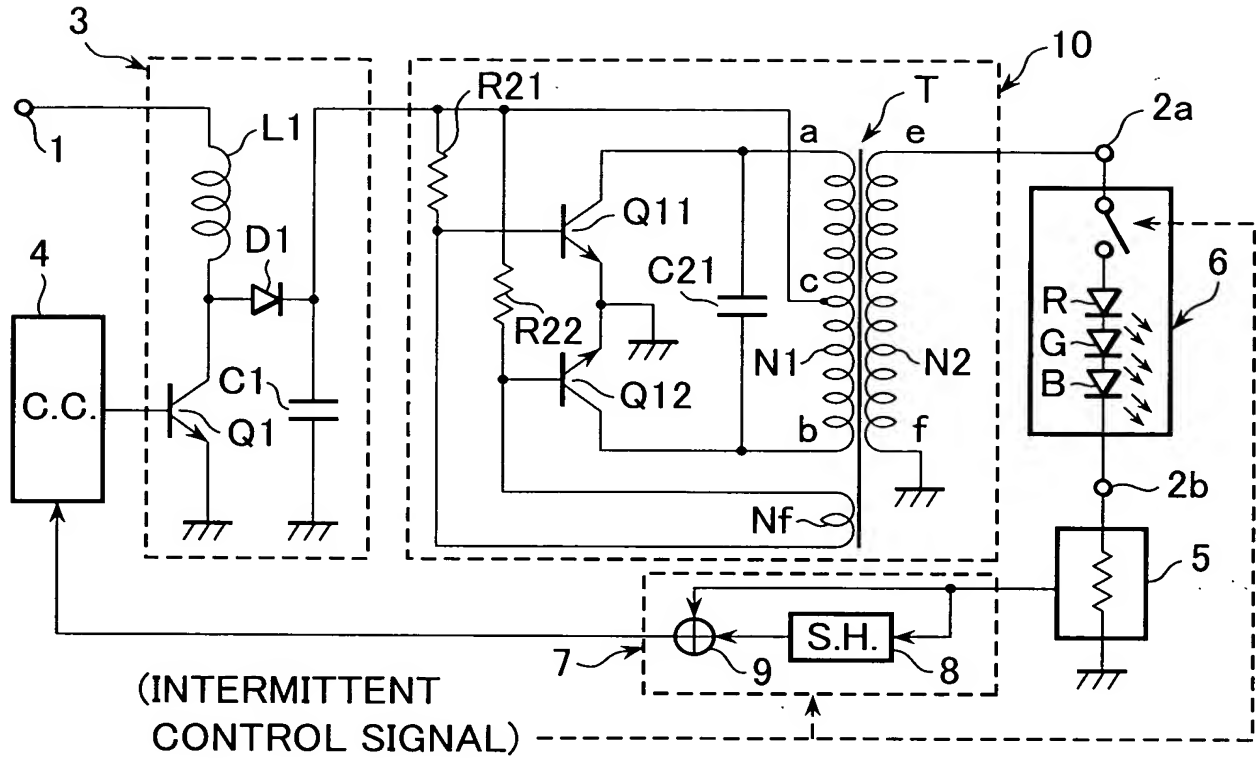 3
10
R21
T
1
L1
a
e
2a
Q11
D1
4
C21
c
R
6
R22
G
N1
N2
C1
B
C.C.
Q12
Q1
b
f
2b
Nf
5
S.H.
7
9
8
(INTERMITTENT
CONTROL SIGNAL)